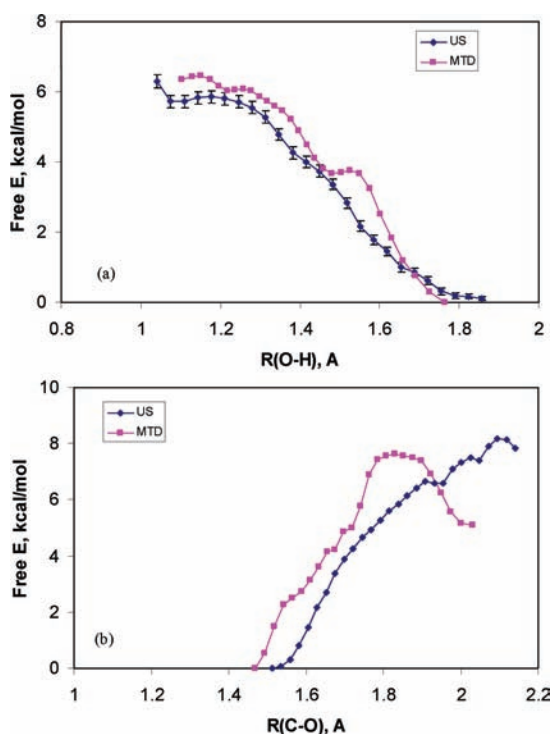 8
US
MTD
6
Free E, kcal/mol
4
2
(a)
0
0.8 1 1.2 1.4 1.6 1.8 2
R(O-H), A
10
US
MTD
8
Free E, kcal/mol
6
4
2
(b)
0
1 1.2 1.4 1.6 1.8 2 2.2
R(C-O), A